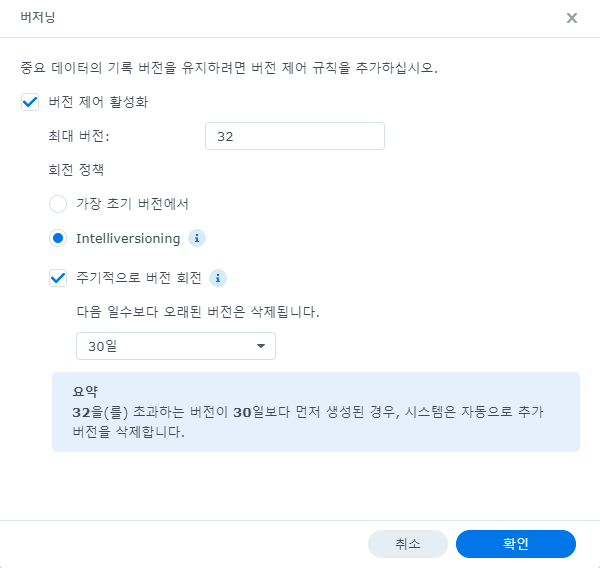 버저닝
중요 데이터의 기록 버전을 유지하려면 버전 제어 규칙을 추가하십시오.
버전 제어 활성화
최대 버전: 32
회전 정책
가장 초기 버전에서
Intelliversioning
주기적으로 버전 회전
다음 일수보다 오래된 버전은 삭제됩니다.
30일
요약
32을(를) 초과하는 버전이 30일보다 먼저 생성된 경우, 시스템은 자동으로 추가
버전을 삭제합니다.
취소 확인